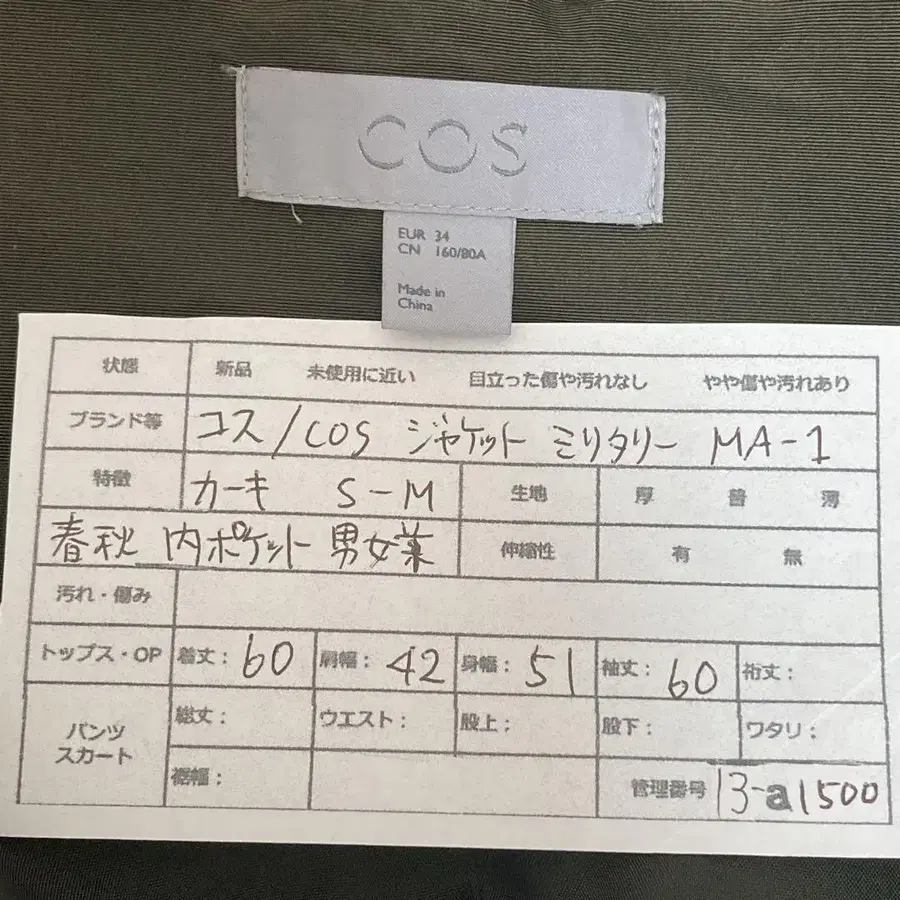 COS
EUR 34
CN 160/80A
Made in
China
状態 新品 未使用に近い 目立った傷や汚れなし やや傷や汚れあり
ブランド等 コス/COS ジャケット ミリタリー MA-1
特徴 カーキ S-M 生地 厚 普 薄
春秋 内ポケット 男女兼 伸縮性 有 無
汚れ・傷み
トップス・OP 着丈: 60 肩幅: 42 身幅: 51 袖丈: 60 裄丈:
パンツ
スカート
総丈: ウエスト: 股上: 股下: ワタリ:
裾幅: 管理番号 13-a1500